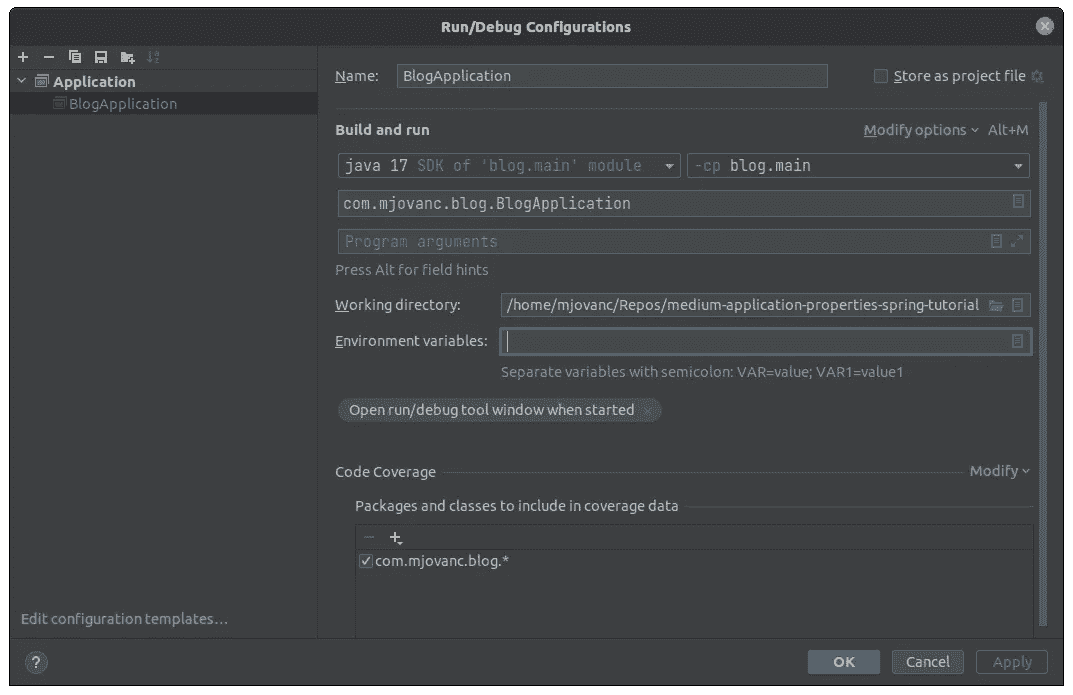 Run/Debug Configurations
Application
BlogApplication
Name: BlogApplication Store as project file
Build and run Modify options Alt+M
java 17 SDK of 'blog.main' module -cp blog.main
com.mjovanc.blog.BlogApplication
Program arguments
Press Alt for field hints
Working directory: /home/mjovanc/Repos/medium-application-properties-spring-tutorial
Environment variables:
Separate variables with semicolon: VAR=value; VAR1=value1
Open run/debug tool window when started ×
Code Coverage Modify
Packages and classes to include in coverage data
com.mjovanc.blog.*
Edit configuration templates...
? OK Cancel Apply